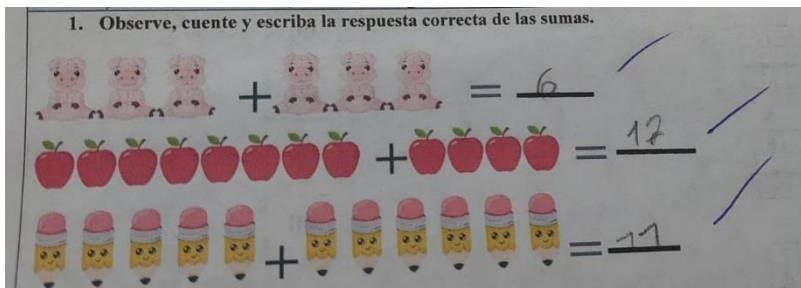 1. Observe, cuente y escriba la respuesta correcta de las sumas.
+ = 6
+ = 12
+ = 11